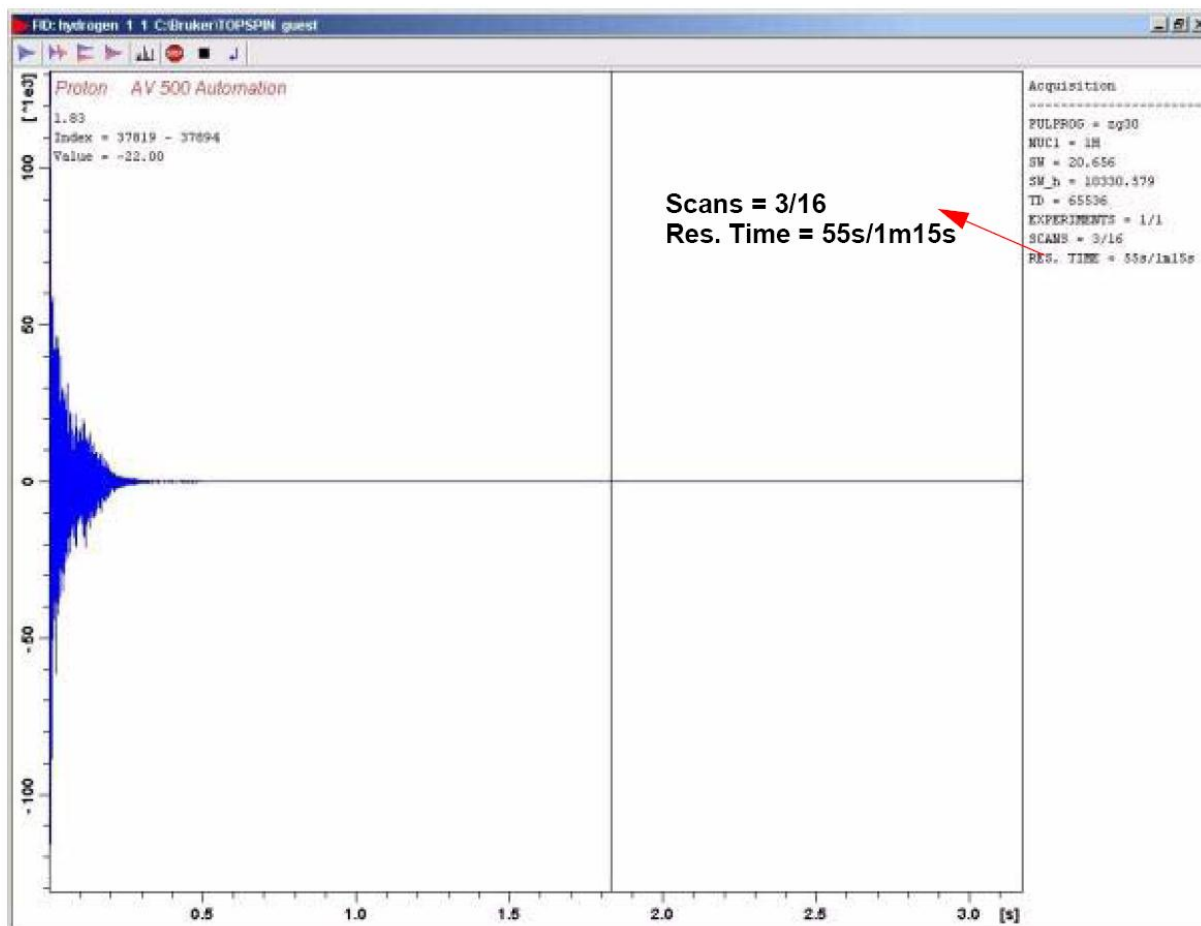 FID: hydrogen 1 1 C:\Bruker\TOPSPIN guest
STOP
Proton AV 500 Automation
1.83
Index = 37819 - 37894
Value = -22.00
[*1e3]
100
50
0
-50
-100
0.5 1.0 1.5 2.0 2.5 3.0 [s]
Scans = 3/16
Res. Time = 55s/1m15s
Acquisition
PULPROG = zg30
NUC1 = 1H
SW = 20.656
SW_h = 10330.579
TD = 65536
EXPERIMENTS = 1/1
SCANS = 3/16
RES. TIME = 55s/1m15s